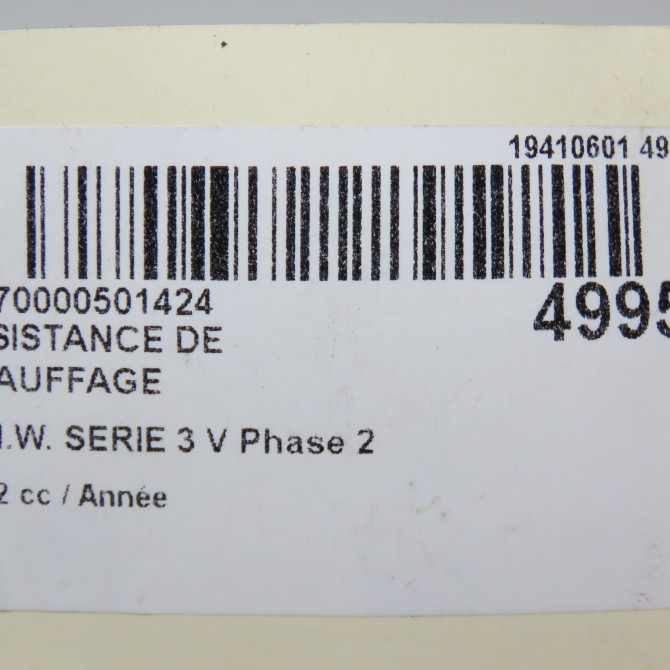 19410601 49
70000501424
4995
SISTANCE DE
AUFFAGE
.W. SERIE 3 V Phase 2
2 cc / Année